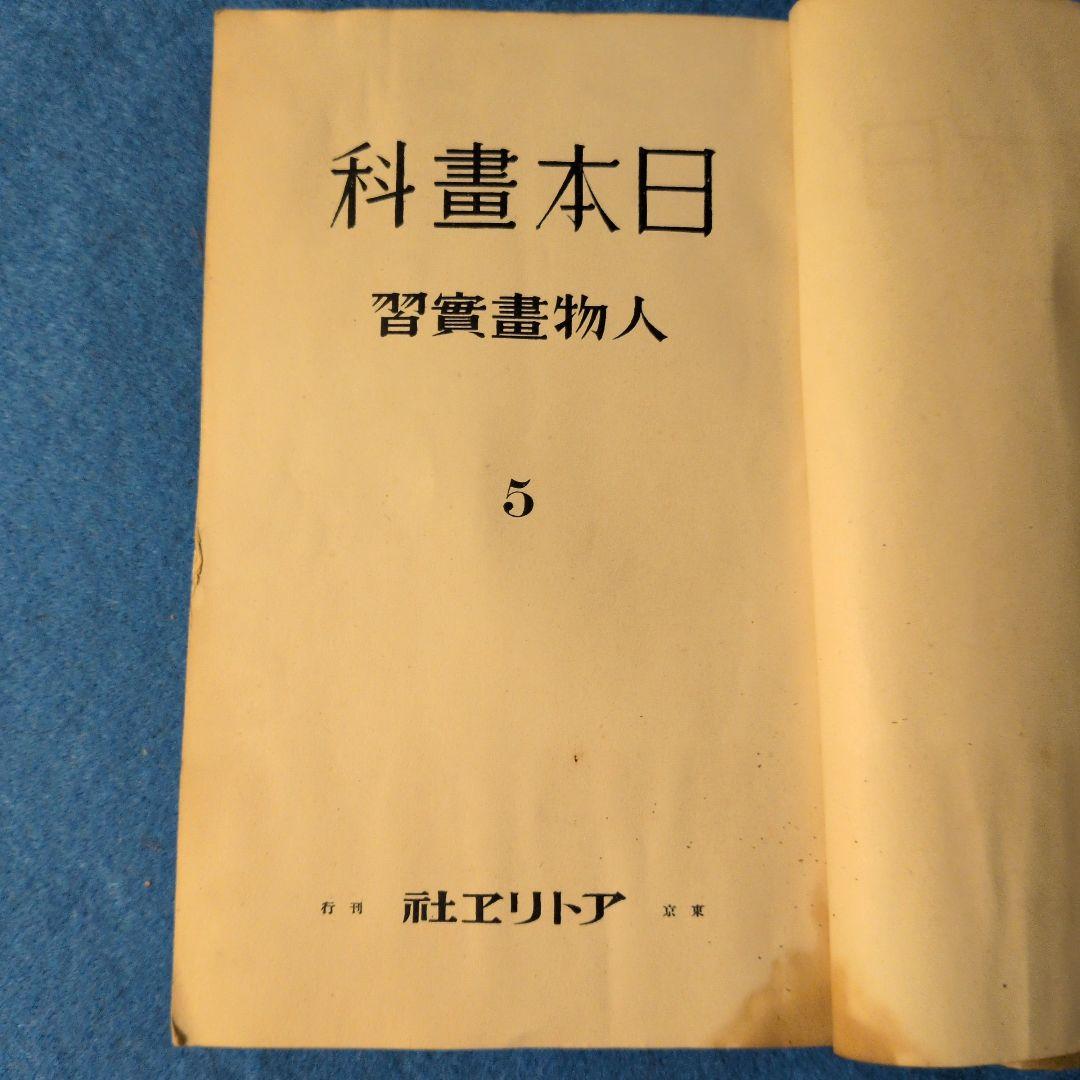 日本畫科
人物畫實習
5
東京 アトリヱ社 刊行